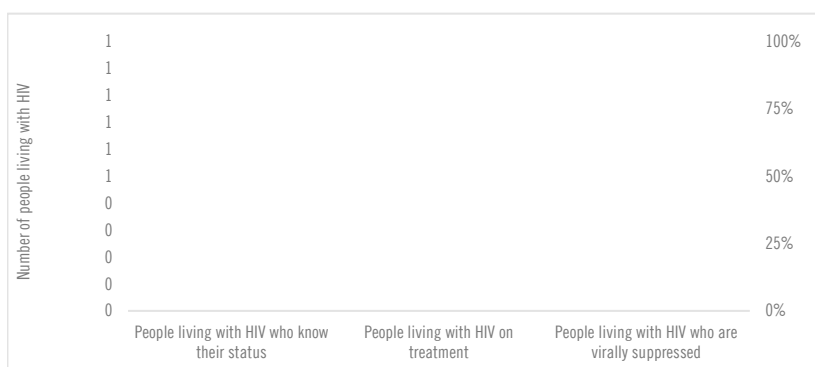 Number of people living with HIV
1
1
1
1
1
1
0
0
0
0
0
100%
75%
50%
25%
0%
People living with HIV who know
their status
People living with HIV on
treatment
People living with HIV who are
virally suppressed